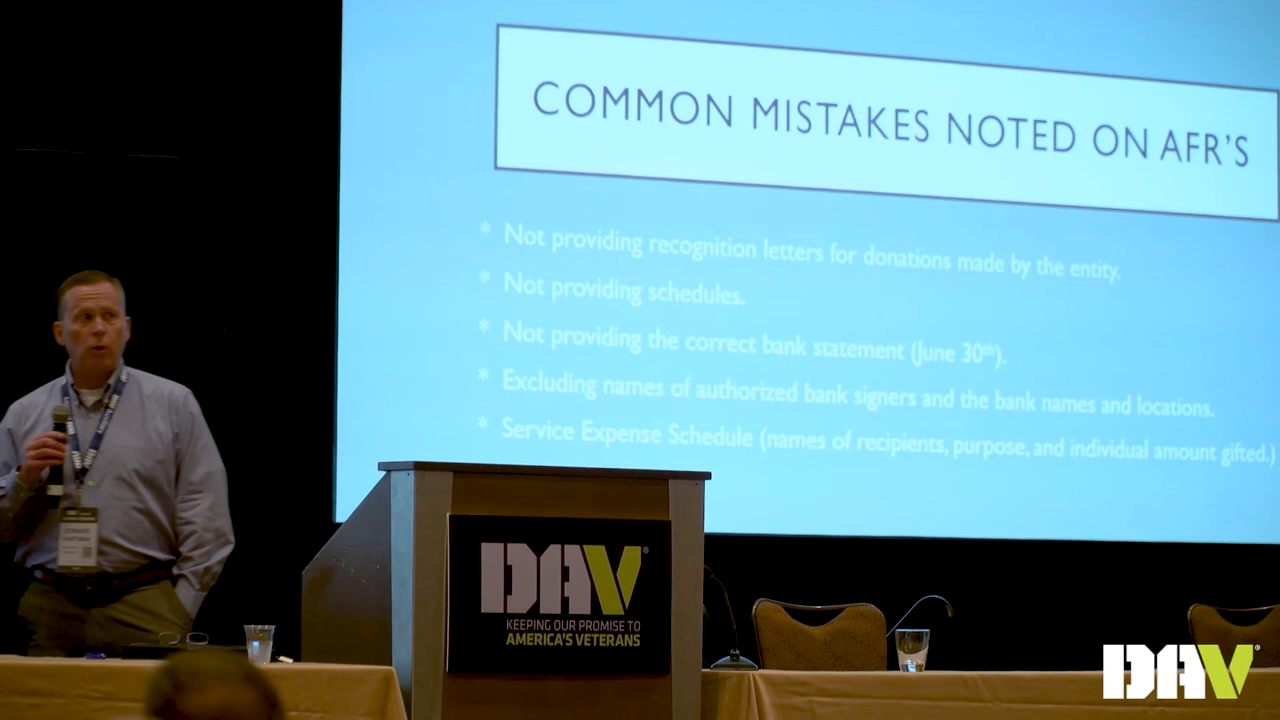 COMMON MISTAKES NOTED ON AFR'S
* Not providing recognition letters for donations made by the entity.
* Not providing schedules.
* Not providing the correct bank statement (June 30th).
* Excluding names of authorized bank signers and the bank names and locations.
* Service Expense Schedule (names of recipients, purpose, and individual amount gifted.)
DAV®
KEEPING OUR PROMISE TO
AMERICA'S VETERANS
DAV®